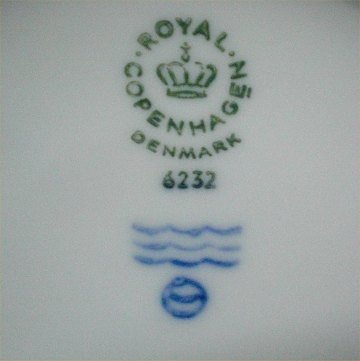 ROYAL
COPENHAGEN
DENMARK
6232